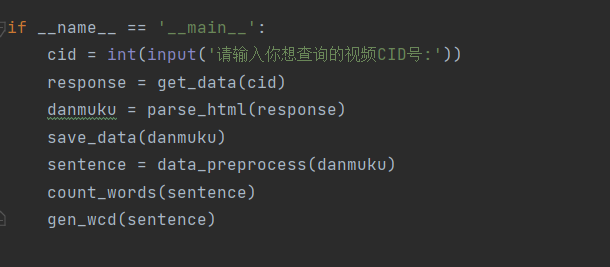 if __name__ == '__main__':
    cid = int(input('请输入你想查询的视频CID号:'))
    response = get_data(cid)
    danmuku = parse_html(response)
    save_data(danmuku)
    sentence = data_preprocess(danmuku)
    count_words(sentence)
    gen_wcd(sentence)